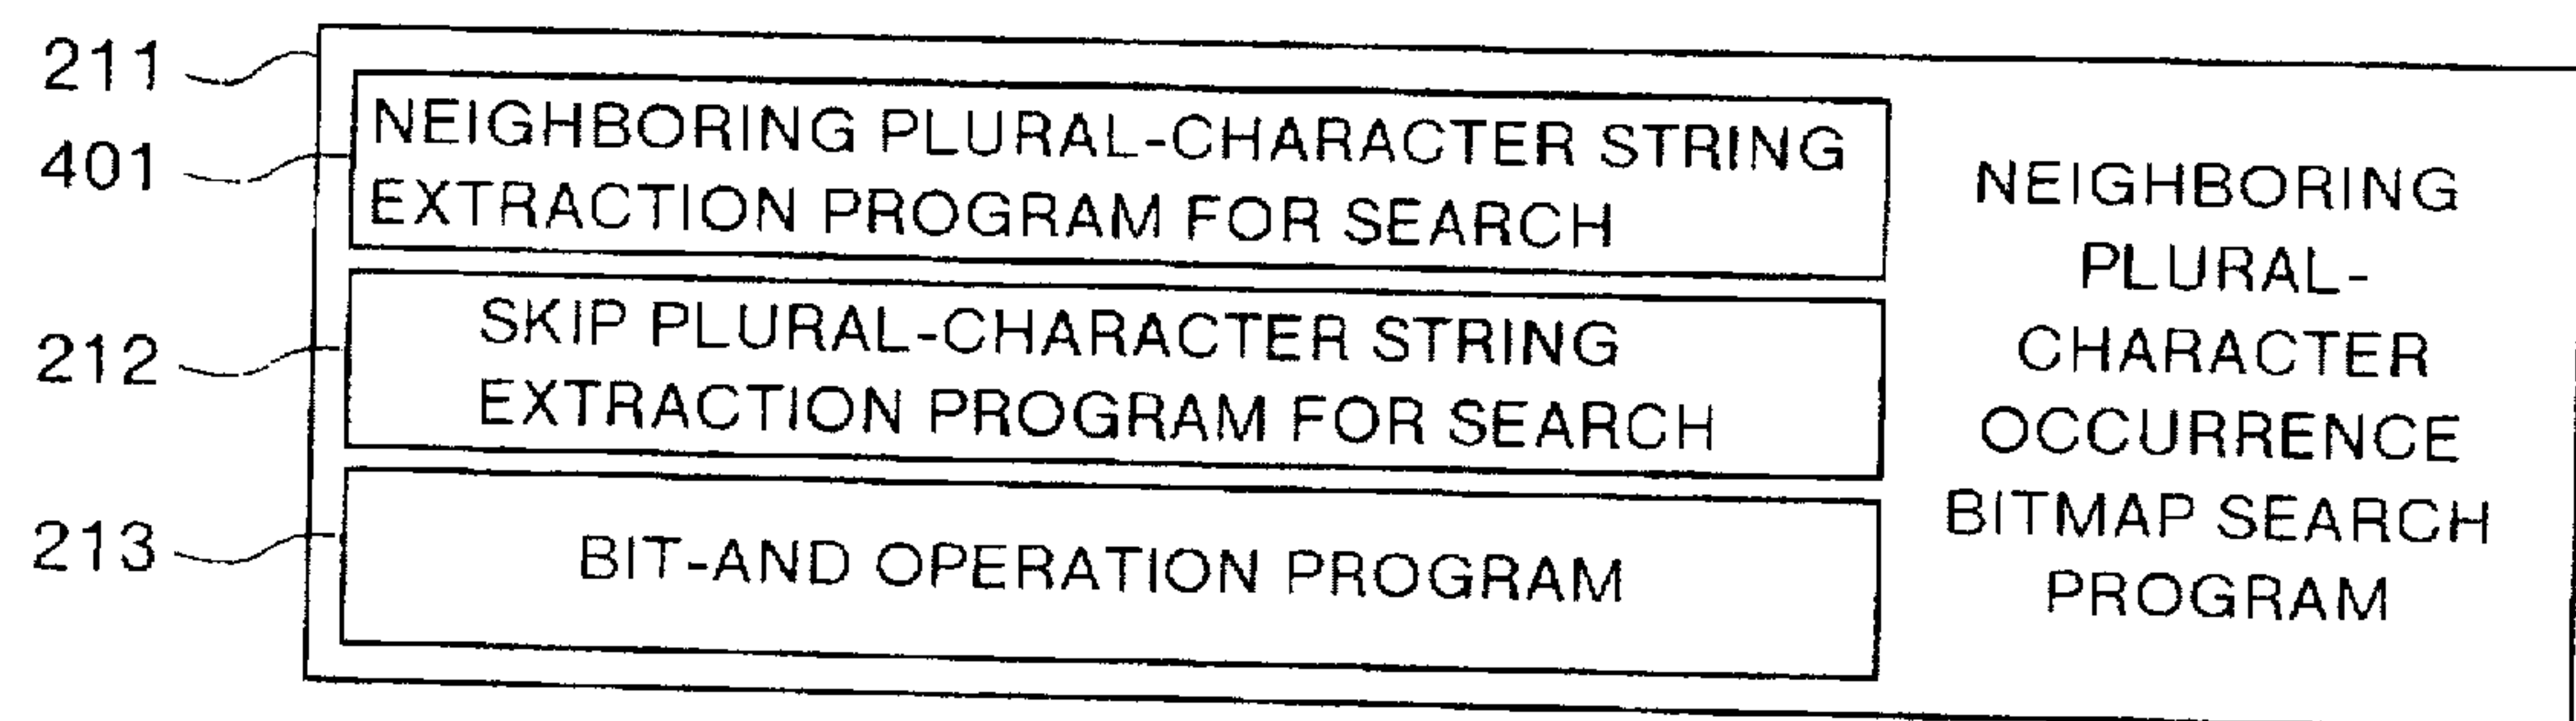 211
401
NEIGHBORING PLURAL-CHARACTER STRING
EXTRACTION PROGRAM FOR SEARCH
212
SKIP PLURAL-CHARACTER STRING
EXTRACTION PROGRAM FOR SEARCH
213
BIT-AND OPERATION PROGRAM
NEIGHBORING
PLURAL-
CHARACTER
OCCURRENCE
BITMAP SEARCH
PROGRAM